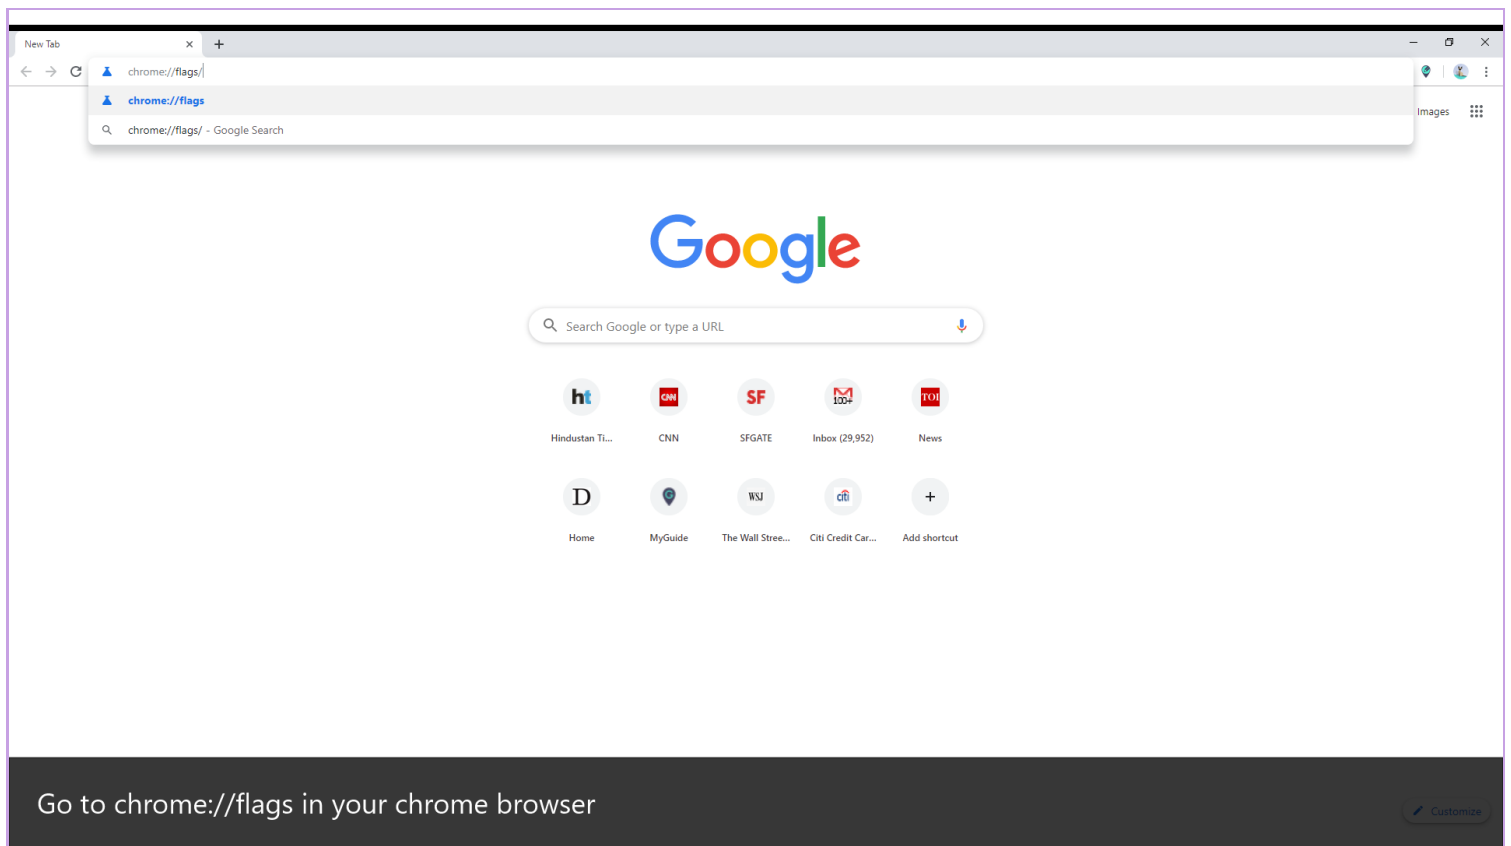 New Tab
chrome://flags/
chrome://flags
chrome://flags/ - Google Search
Images
Google
Search Google or type a URL
ht
CNN
SF
100+
TOI
Hindustan Ti...
CNN
SFGATE
Inbox (29,952)
News
D
G
WSJ
citi
Home
MyGuide
The Wall Stree...
Citi Credit Car...
Add shortcut
Go to chrome://flags in your chrome browser
Customize